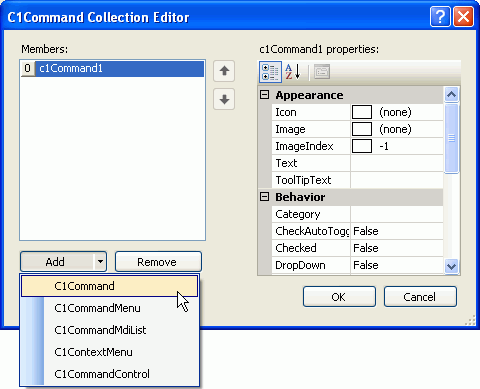 C1Command Collection Editor
Members:
0 c1Command1
c1Command1 properties:
Appearance
Icon (none)
Image (none)
ImageIndex -1
Text
ToolTipText
Behavior
Category
CheckAutoTogg False
Checked False
DropDown False
Add Remove
OK Cancel
C1Command
C1CommandMenu
C1CommandMdiList
C1ContextMenu
C1CommandControl